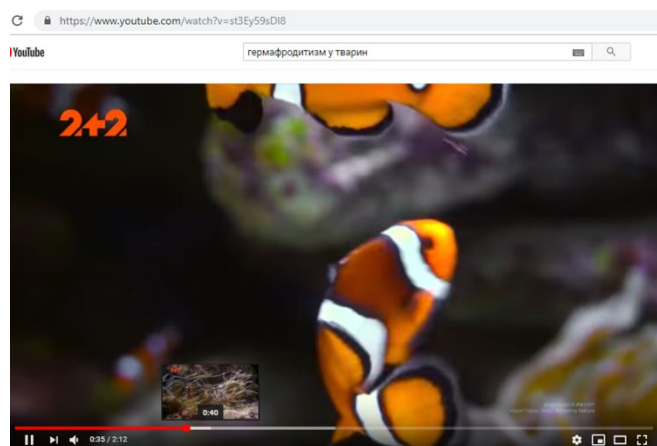 https://www.youtube.com/watch?v=st3Ey59sDI8
YouTube
гермафродитизм у тварин
2+2
0:40
0:35 / 2:12